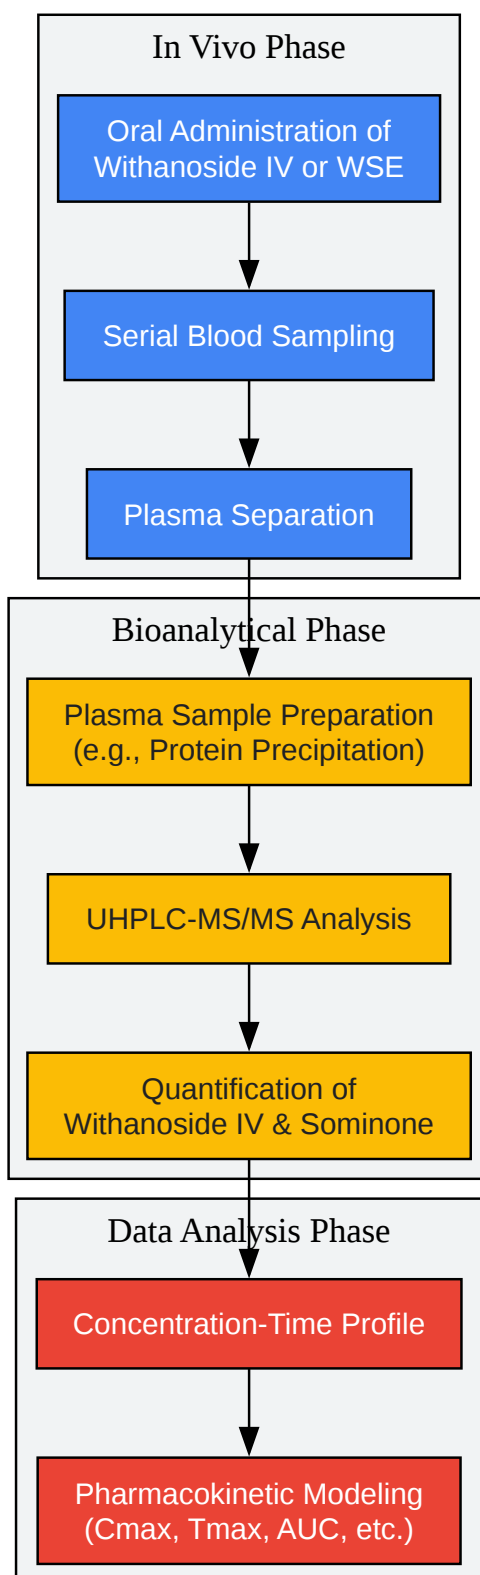 In Vivo Phase
Oral Administration of
Withanoside IV or WSE
Serial Blood Sampling
Plasma Separation
Bioanalytical Phase
Plasma Sample Preparation
(e.g., Protein Precipitation)
UHPLC-MS/MS Analysis
Quantification of
Withanoside IV & Sominone
Data Analysis Phase
Concentration-Time Profile
Pharmacokinetic Modeling
(Cmax, Tmax, AUC, etc.)